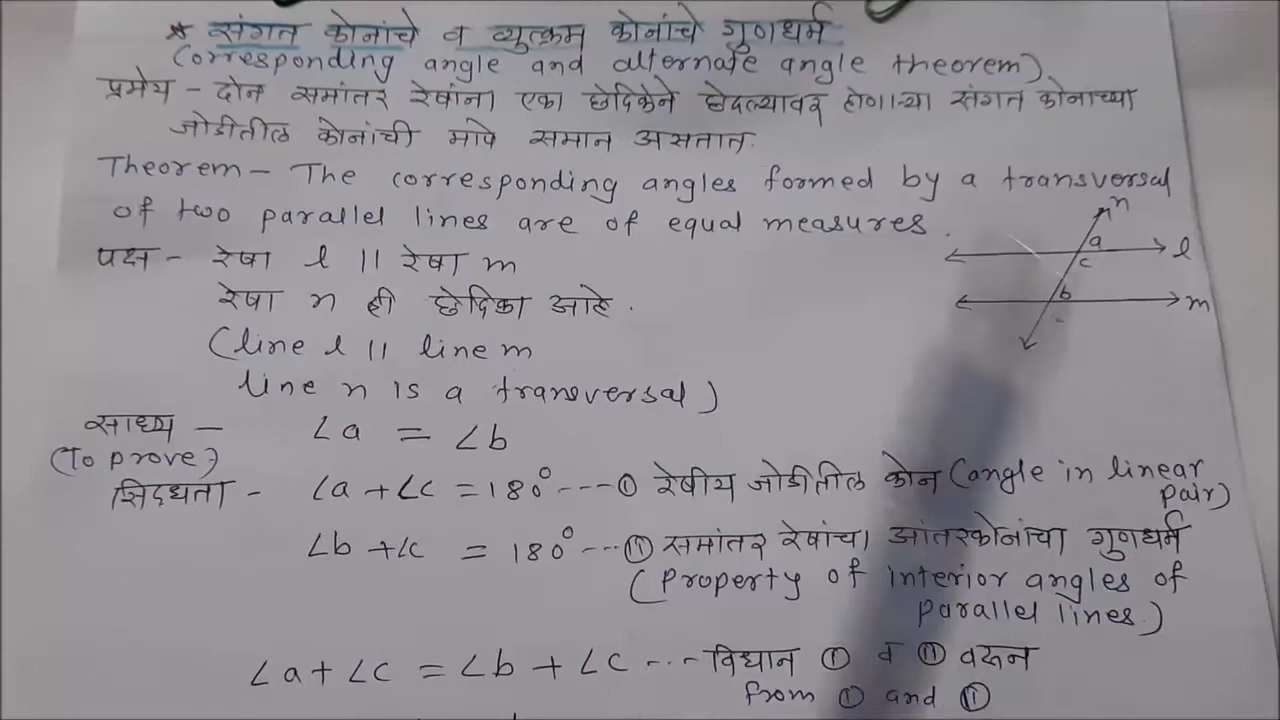 * संगत कोनांचे व व्युत्क्रम कोनांचे गुणधर्म
(corresponding angle and alternate angle theorem)
प्रमेय - दोन समांतर रेषांना एका छेदिकेने छेदल्यावर होणाऱ्या संगत कोनाच्या
जोडीतील कोनांची मापे समान असतात.
Theorem - The corresponding angles formed by a transversal
of two parallel lines are of equal measures.
n
a
l
c
b
m
पक्ष - रेषा l || रेषा m
रेषा n ही छेदिका आहे.
(line l || line m
line n is a transversal)
साध्य - ∠a = ∠b
(To prove)
सिद्धता - ∠a + ∠c = 180° --- ① रेषीय जोडीतील कोन (angle in linear
pair)
∠b + ∠c = 180° --- ⑪ समांतर रेषांचा आंतरकोनांचा गुणधर्म
(Property of interior angles of
parallel lines.)
∠a + ∠c = ∠b + ∠c --- विधान ① व ⑪ वरून
from ① and ⑪